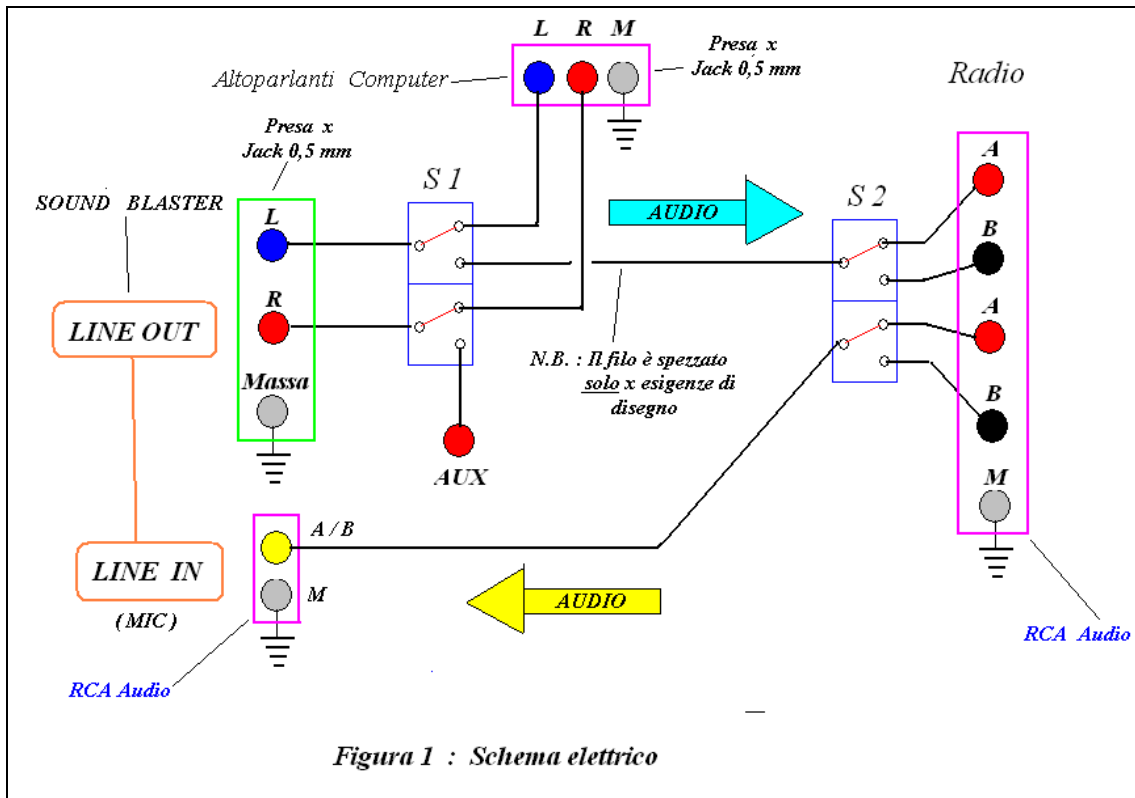 L R M
Altoparlanti Computer
Presa x
Jack 0,5 mm
Radio
Presa x
Jack 0,5 mm
SOUND BLASTER
S 1
AUDIO
S 2
L
R
Massa
LINE OUT
A
B
A
B
M
N.B. : Il filo è spezzato
solo x esigenze di
disegno
AUX
A / B
M
LINE IN
( MIC )
AUDIO
RCA Audio
RCA Audio
Figura 1 : Schema elettrico